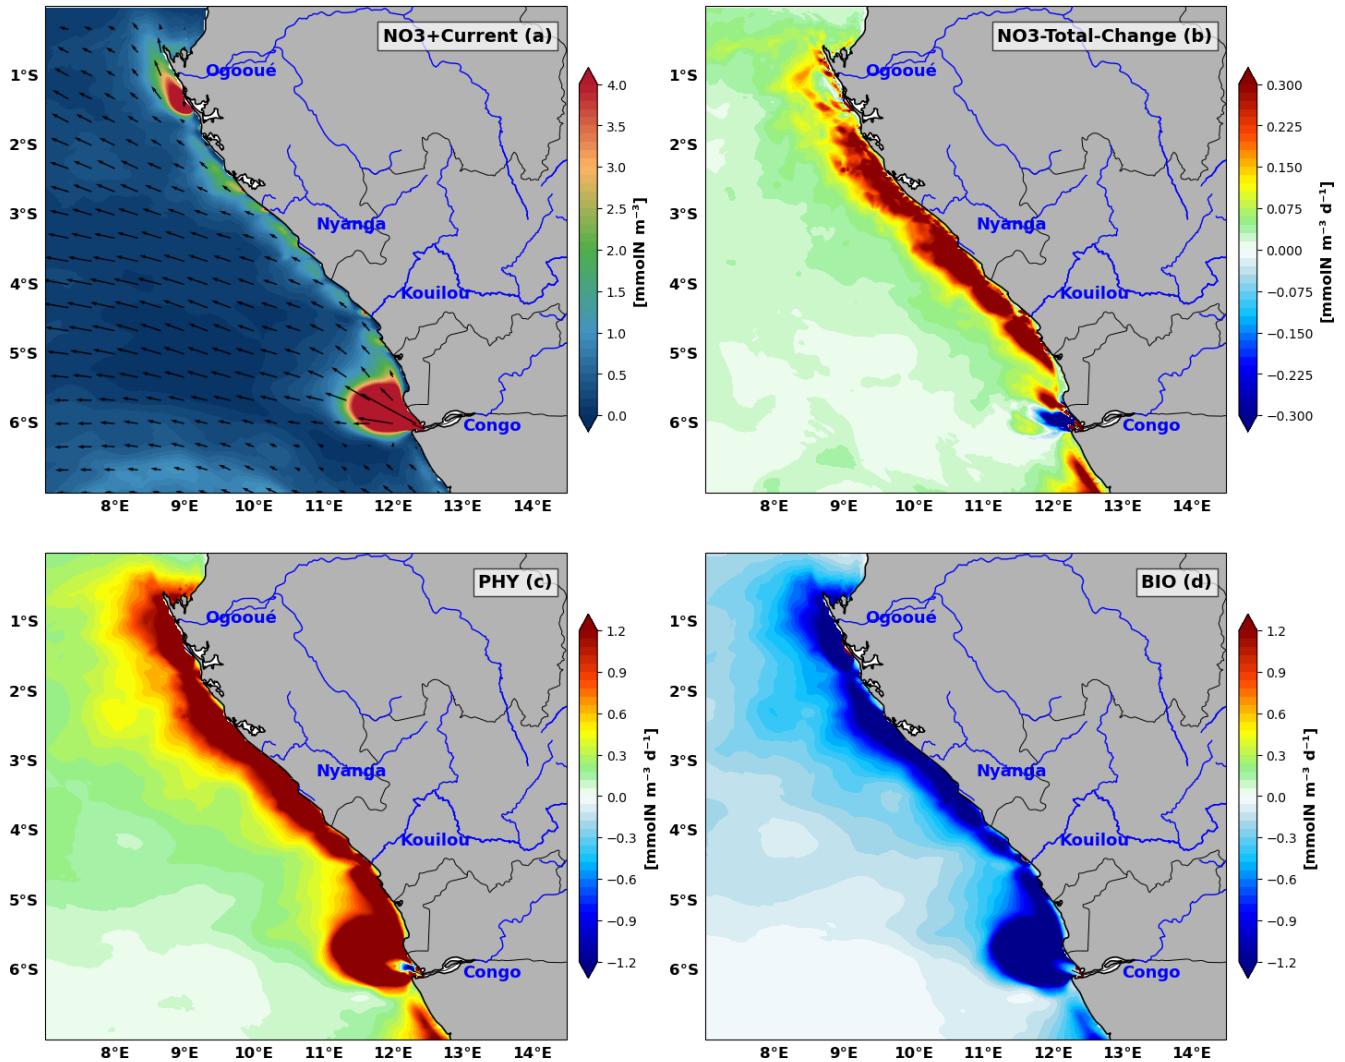 NO3+Current (a)
Ogooué
Nyanga
Kouilou
Congo
1°S
2°S
3°S
4°S
5°S
6°S
8°E 9°E 10°E 11°E 12°E 13°E 14°E
4.0
3.5
3.0
2.5
2.0
1.5
1.0
0.5
0.0
[mmolN m⁻³]
NO3-Total-Change (b)
Ogooué
Nyanga
Kouilou
Congo
1°S
2°S
3°S
4°S
5°S
6°S
8°E 9°E 10°E 11°E 12°E 13°E 14°E
0.300
0.225
0.150
0.075
0.000
−0.075
−0.150
−0.225
−0.300
[mmolN m⁻³ d⁻¹]
PHY (c)
Ogooué
Nyanga
Kouilou
Congo
1°S
2°S
3°S
4°S
5°S
6°S
8°E 9°E 10°E 11°E 12°E 13°E 14°E
1.2
0.9
0.6
0.3
0.0
−0.3
−0.6
−0.9
−1.2
[mmolN m⁻³ d⁻¹]
BIO (d)
Ogooué
Nyanga
Kouilou
Congo
1°S
2°S
3°S
4°S
5°S
6°S
8°E 9°E 10°E 11°E 12°E 13°E 14°E
1.2
0.9
0.6
0.3
0.0
−0.3
−0.6
−0.9
−1.2
[mmolN m⁻³ d⁻¹]